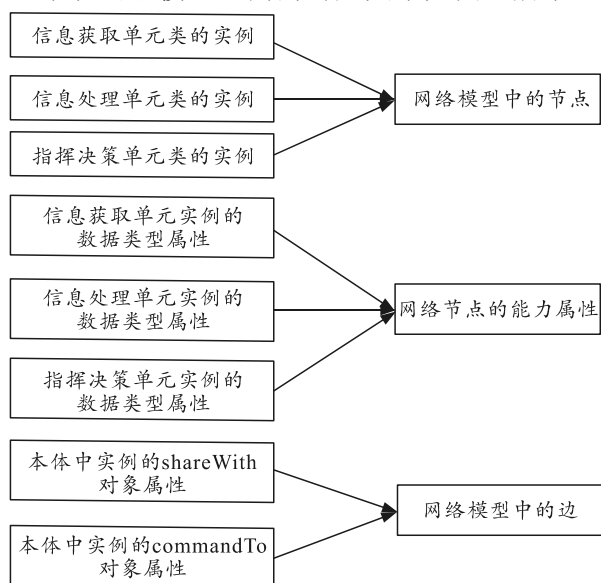 信息获取单元类的实例
信息处理单元类的实例
网络模型中的节点
指挥决策单元类的实例
信息获取单元实例的
数据类型属性
信息处理单元实例的
数据类型属性
网络节点的能力属性
指挥决策单元实例的
数据类型属性
本体中实例的shareWith
对象属性
网络模型中的边
本体中实例的commandTo
对象属性